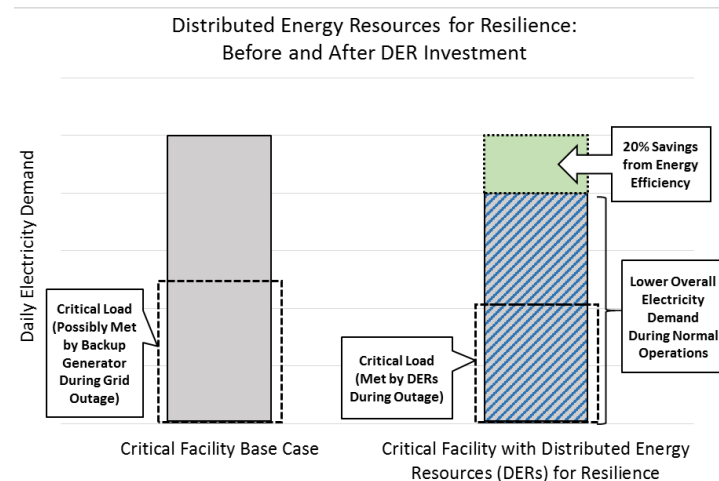 Distributed Energy Resources for Resilience:
Before and After DER Investment
Daily Electricity Demand
20% Savings
from Energy
Efficiency
Critical Load
(Possibly Met
by Backup
Generator
During Grid
Outage)
Critical Load
(Met by DERs
During Outage)
Lower Overall
Electricity
Demand
During Normal
Operations
Critical Facility Base Case
Critical Facility with Distributed Energy
Resources (DERs) for Resilience